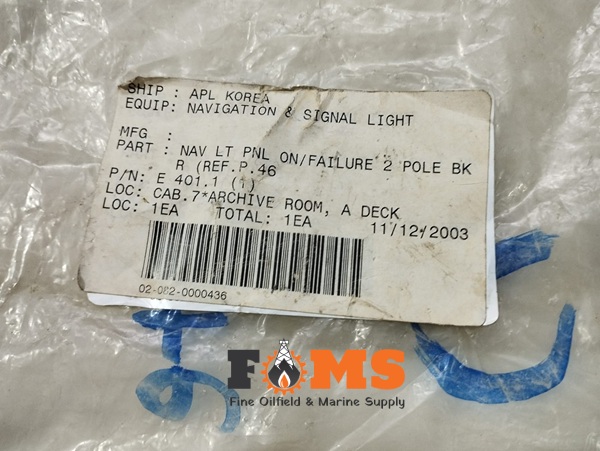 SHIP : APL KOREA
EQUIP: NAVIGATION & SIGNAL LIGHT
MFG :
PART : NAV LT PNL ON/FAILURE 2 POLE BK
R (REF.P.46
P/N: E 401.1 (1)
LOC: CAB.7*ARCHIVE ROOM, A DECK
LOC: 1EA TOTAL: 1EA 11/12/2003
02-082-0000436
FOMS
Fine Oilfield & Marine Supply